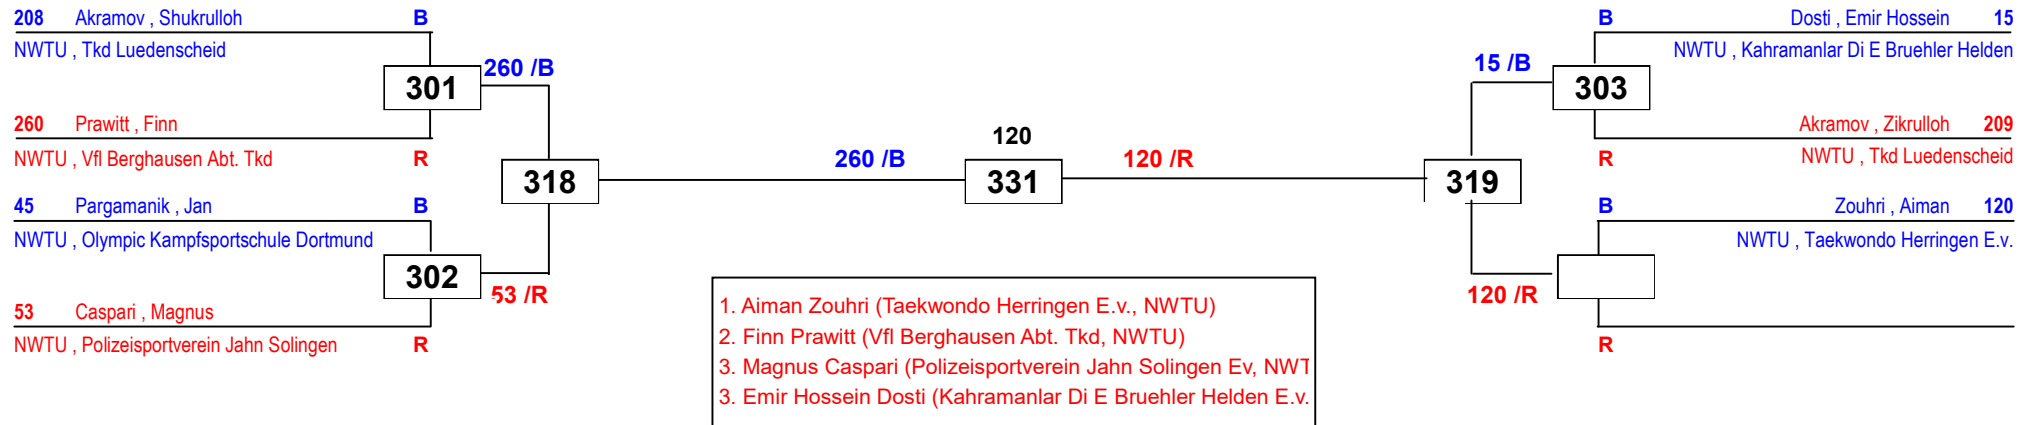 208 Akramov , Shukrulloh B
NWTU , Tkd Luedenscheid
301
260 /B
260 Prawitt , Finn
NWTU , Vfl Berghausen Abt. Tkd R
318
45 Pargamanik , Jan B
NWTU , Olympic Kampfsportschule Dortmund
302
53 /R
53 Caspari , Magnus
NWTU , Polizeisportverein Jahn Solingen R
260 /B
120
331
120 /R
B Dosti , Emir Hossein 15
NWTU , Kahramanlar Di E Bruehler Helden
15 /B
303
Akramov , Zikrulloh 209
R NWTU , Tkd Luedenscheid
319
B Zouhri , Aiman 120
NWTU , Taekwondo Herringen E.v.
120 /R
R
1. Aiman Zouhri (Taekwondo Herringen E.v., NWTU)
2. Finn Prawitt (Vfl Berghausen Abt. Tkd, NWTU)
3. Magnus Caspari (Polizeisportverein Jahn Solingen Ev, NWT
3. Emir Hossein Dosti (Kahramanlar Di E Bruehler Helden E.v.